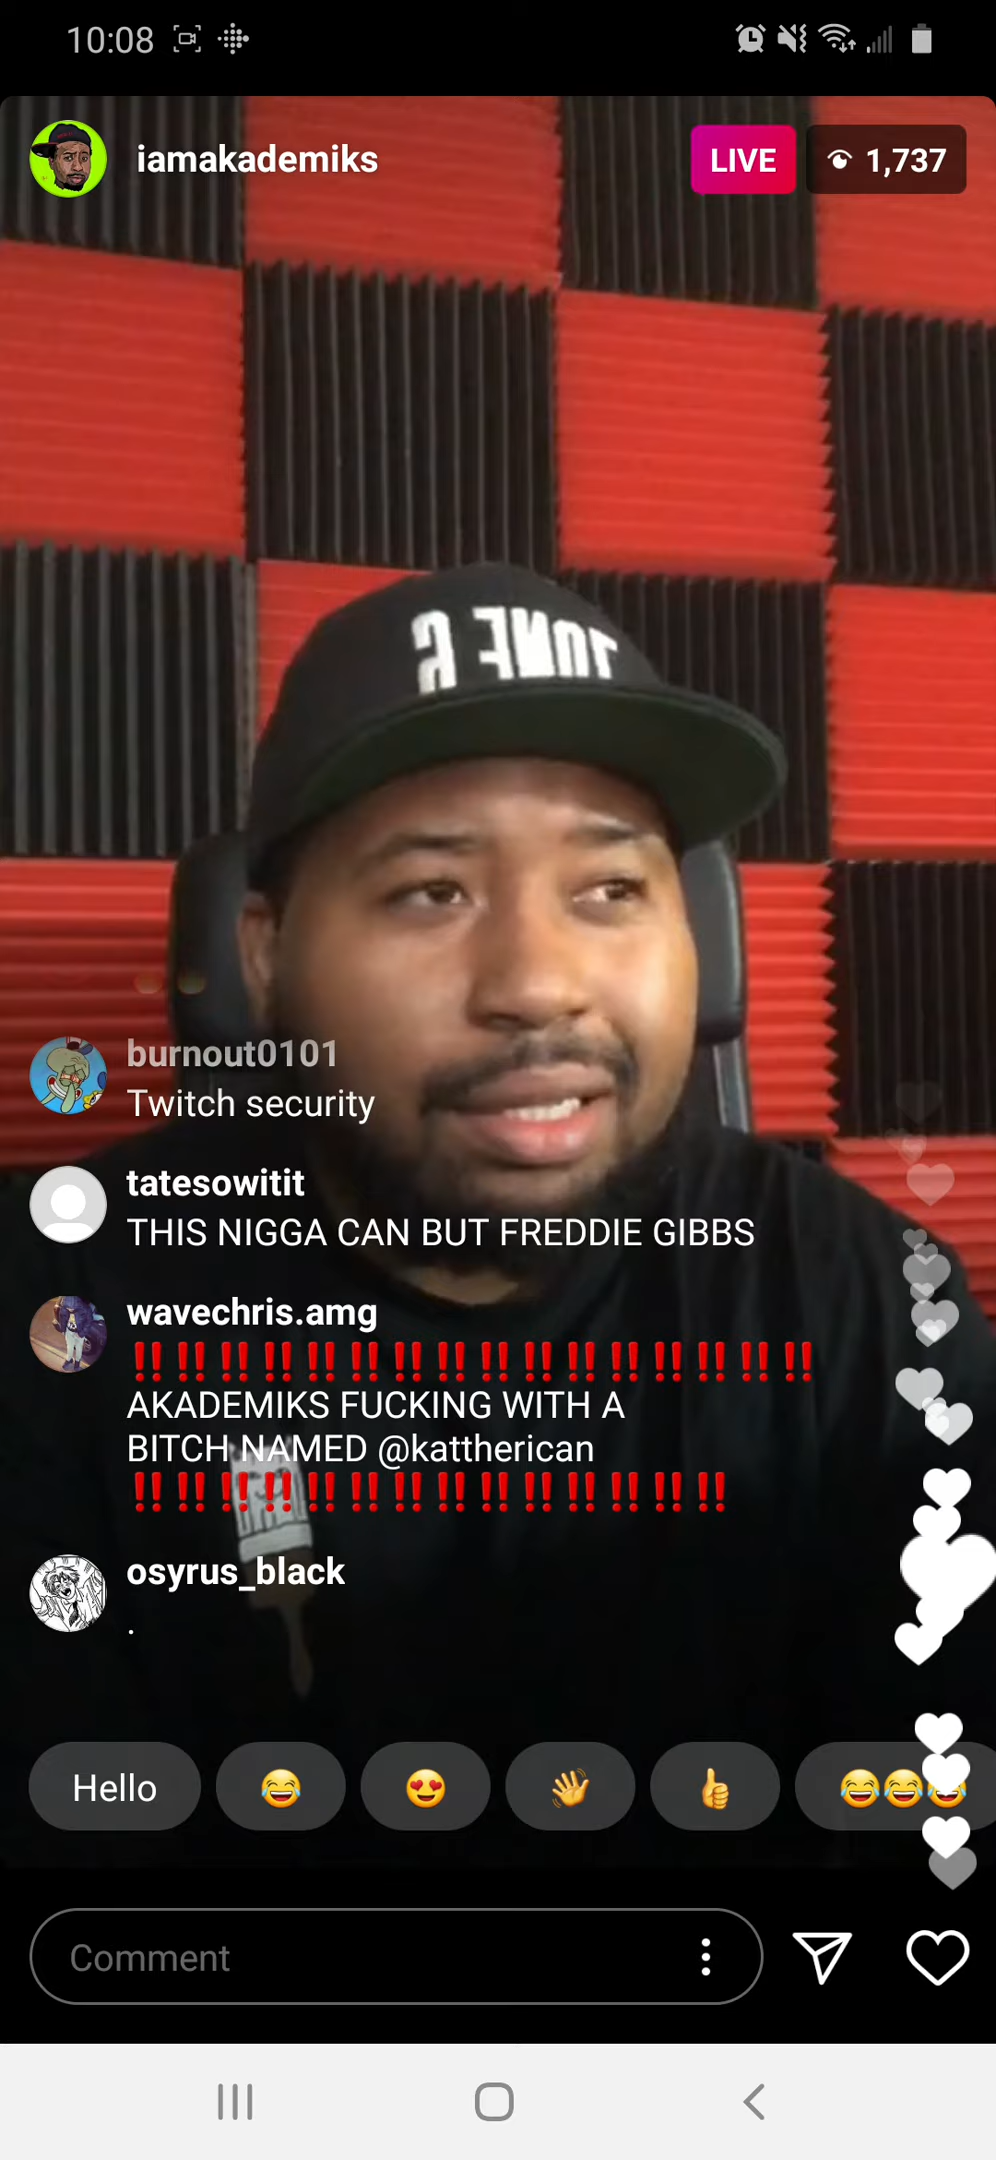 10:08
iamakademiks
LIVE
1,737
burnout0101
Twitch security
tatesowitit
THIS NIGGA CAN BUT FREDDIE GIBBS
wavechris.amg
‼️‼️‼️‼️‼️‼️‼️‼️‼️‼️‼️‼️‼️‼️‼️‼️
AKADEMIKS FUCKING WITH A
BITCH NAMED @kattherican
‼️‼️‼️‼️‼️‼️‼️‼️‼️‼️‼️‼️‼️‼️
osyrus_black
.
Hello 😂 😍 👋 👍 😂😂😂
Comment